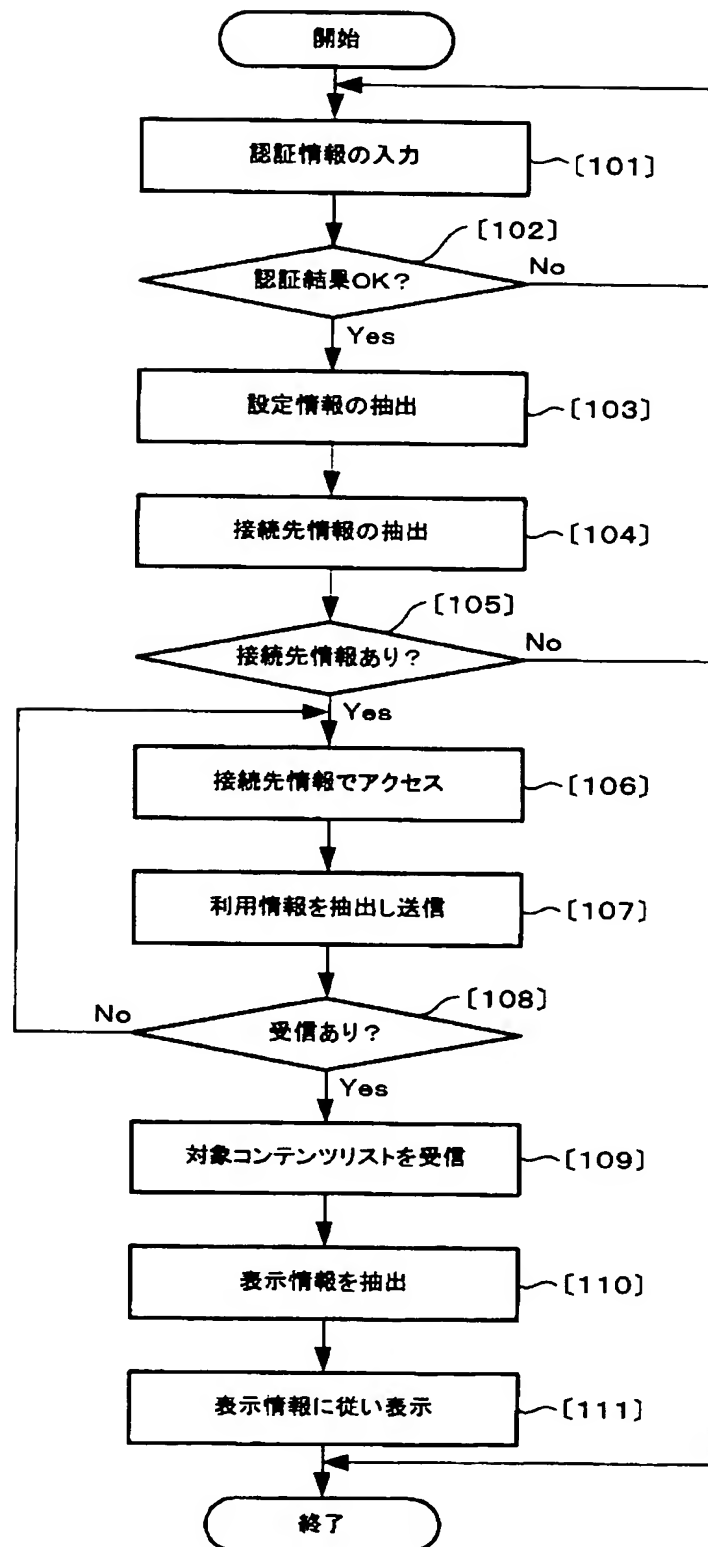 開始
認証情報の入力
[101]
[102]
認証結果OK?
No
Yes
設定情報の抽出
[103]
接続先情報の抽出
[104]
[105]
接続先情報あり?
No
Yes
接続先情報でアクセス
[106]
利用情報を抽出し送信
[107]
[108]
No
受信あり?
Yes
対象コンテンツリストを受信
[109]
表示情報を抽出
[110]
表示情報に従い表示
[111]
終了